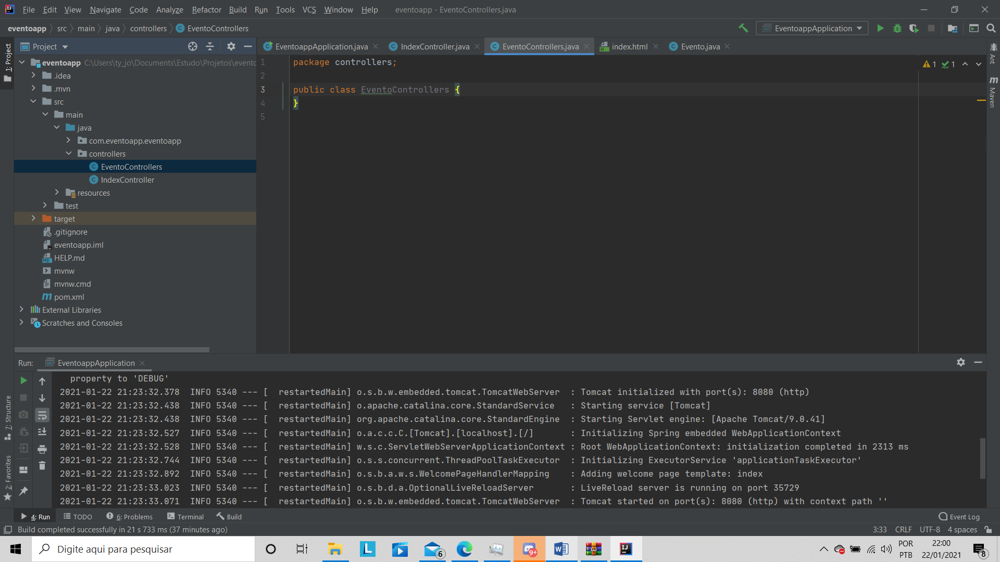 File Edit View Navigate Code Analyze Refactor Build Run Tools VCS Window Help eventoapp - EventoControllers.java
eventoapp src main java controllers EventoControllers EventoappApplication
Project EventoappApplication.java IndexController.java EventoControllers.java index.html Evento.java
1: Project
eventoapp C:\Users\ty_jo\Documents\Estudo\Projetos\evento
.idea
.mvn
src
main
java
com.eventoapp.eventoapp
controllers
EventoControllers
IndexController
resources
test
target
.gitignore
eventoapp.iml
HELP.md
mvnw
mvnw.cmd
pom.xml
External Libraries
Scratches and Consoles
1 package controllers;
2
3 public class EventoControllers {
4 }
5
1 1
Ant
Maven
Run: EventoappApplication
property to 'DEBUG'
2021-01-22 21:23:32.378 INFO 5340 --- [ restartedMain] o.s.b.w.embedded.tomcat.TomcatWebServer : Tomcat initialized with port(s): 8080 (http)
2021-01-22 21:23:32.438 INFO 5340 --- [ restartedMain] o.apache.catalina.core.StandardService : Starting service [Tomcat]
2021-01-22 21:23:32.438 INFO 5340 --- [ restartedMain] org.apache.catalina.core.StandardEngine : Starting Servlet engine: [Apache Tomcat/9.0.41]
2021-01-22 21:23:32.527 INFO 5340 --- [ restartedMain] o.a.c.c.C.[Tomcat].[localhost].[/] : Initializing Spring embedded WebApplicationContext
2021-01-22 21:23:32.528 INFO 5340 --- [ restartedMain] w.s.c.ServletWebServerApplicationContext : Root WebApplicationContext: initialization completed in 2313 ms
2021-01-22 21:23:32.744 INFO 5340 --- [ restartedMain] o.s.s.concurrent.ThreadPoolTaskExecutor : Initializing ExecutorService 'applicationTaskExecutor'
2021-01-22 21:23:32.892 INFO 5340 --- [ restartedMain] o.s.b.a.w.s.WelcomePageHandlerMapping : Adding welcome page template: index
2021-01-22 21:23:33.023 INFO 5340 --- [ restartedMain] o.s.b.d.a.OptionalLiveReloadServer : LiveReload server is running on port 35729
2021-01-22 21:23:33.071 INFO 5340 --- [ restartedMain] o.s.b.w.embedded.tomcat.TomcatWebServer : Tomcat started on port(s): 8080 (http) with context path ''
7: Structure
2: Favorites
4: Run TODO 6: Problems Terminal Build Event Log
Build completed successfully in 21 s 733 ms (37 minutes ago) 3:33 CRLF UTF-8 4 spaces
Digite aqui para pesquisar
6
9+
POR
PTB
22:00
22/01/2021
8